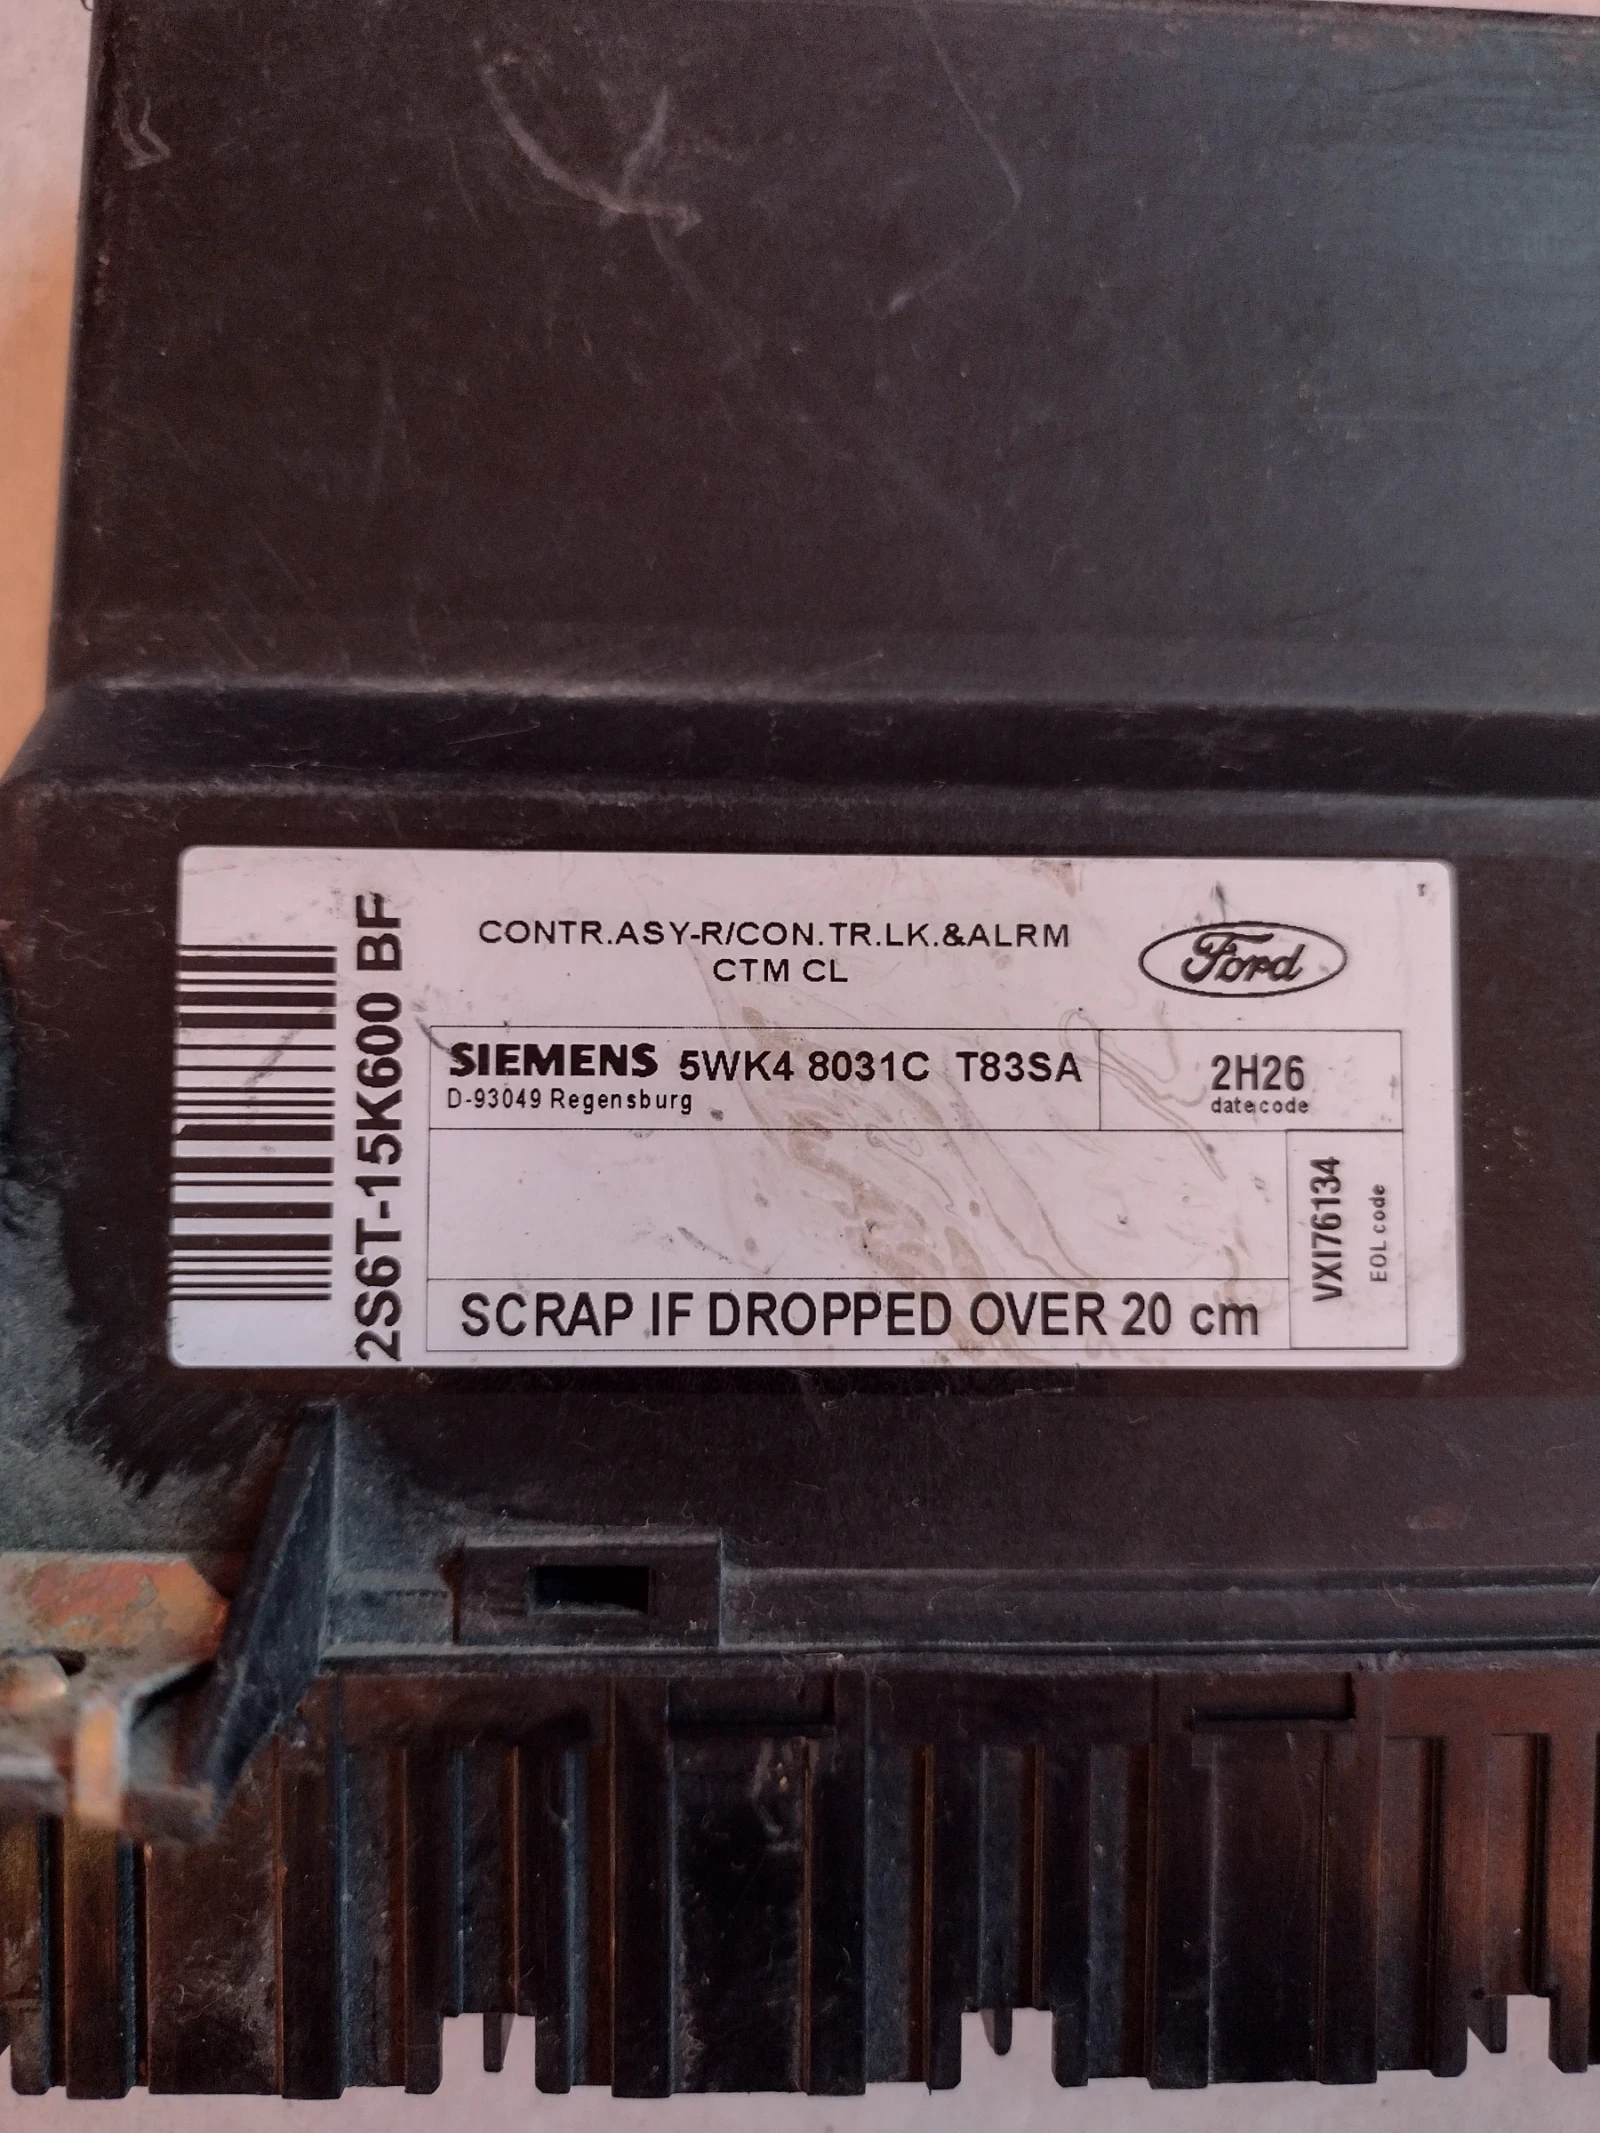 2S6T-15K600 BF
CONTR.ASY-R/CON.TR.LK.&ALRM
CTM CL
Ford
SIEMENS 5WK4 8031C T83SA
D-93049 Regensburg
2H26
date code
VXI76134
EOL code
SCRAP IF DROPPED OVER 20 cm